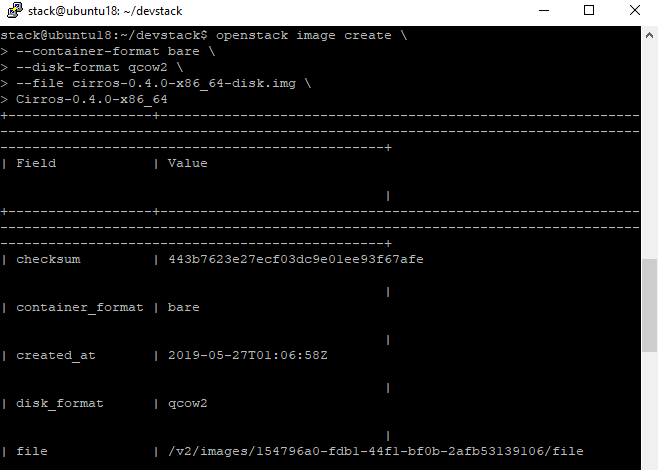 stack@ubuntu18: ~/devstack
stack@ubuntu18:~/devstack$ openstack image create \
> --container-format bare \
> --disk-format qcow2 \
> --file cirros-0.4.0-x86_64-disk.img \
> Cirros-0.4.0-x86_64
+------------------+------------------------------------------------------------
--------------------------------------------------------------------------------
------------------------------------------------+
| Field            | Value
|
+------------------+------------------------------------------------------------
--------------------------------------------------------------------------------
------------------------------------------------+
| checksum         | 443b7623e27ecf03dc9e01ee93f67afe
|
| container_format | bare
|
| created_at       | 2019-05-27T01:06:58Z
|
| disk_format      | qcow2
|
| file             | /v2/images/154796a0-fdb1-44f1-bf0b-2afb53139106/file